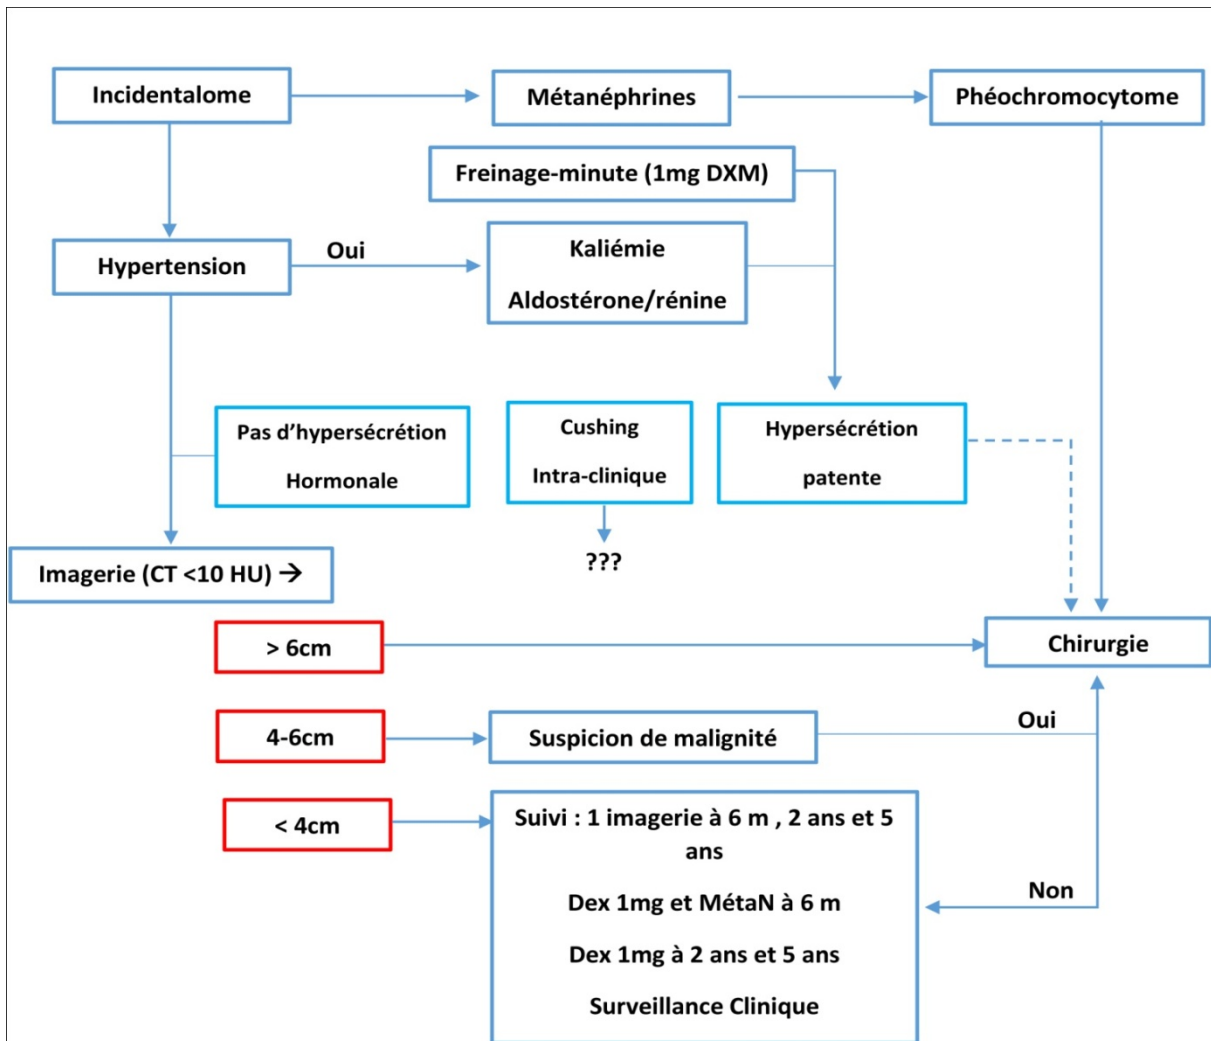 Incidentalome
Métanéphrines
Phéochromocytome
Freinage-minute (1mg DXM)
Hypertension
Oui
Kaliémie
Aldostérone/rénine
Pas d’hypersécrétion
Hormonale
Cushing
Intra-clinique
Hypersécrétion
patente
???
Imagerie (CT <10 HU) →
> 6cm
Chirurgie
4-6cm
Suspicion de malignité
Oui
< 4cm
Suivi : 1 imagerie à 6 m , 2 ans et 5
ans
Dex 1mg et MétaN à 6 m
Dex 1mg à 2 ans et 5 ans
Surveillance Clinique
Non